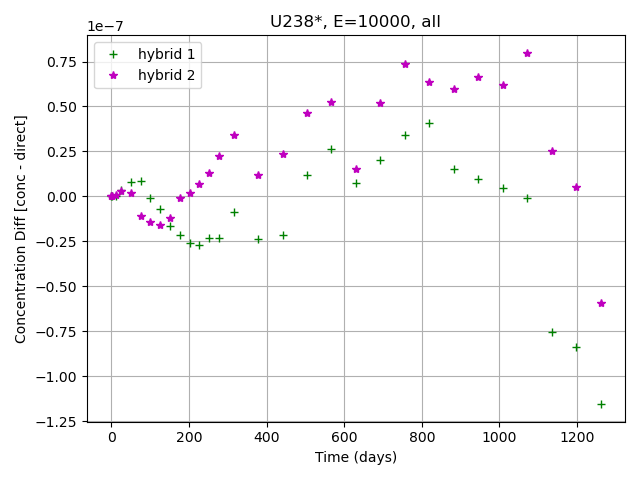 U238*, E=10000, all
1e−7
hybrid 1
hybrid 2
0.75
0.50
0.25
0.00
−0.25
−0.50
−0.75
−1.00
−1.25
Concentration Diff [conc - direct]
0 200 400 600 800 1000 1200
Time (days)